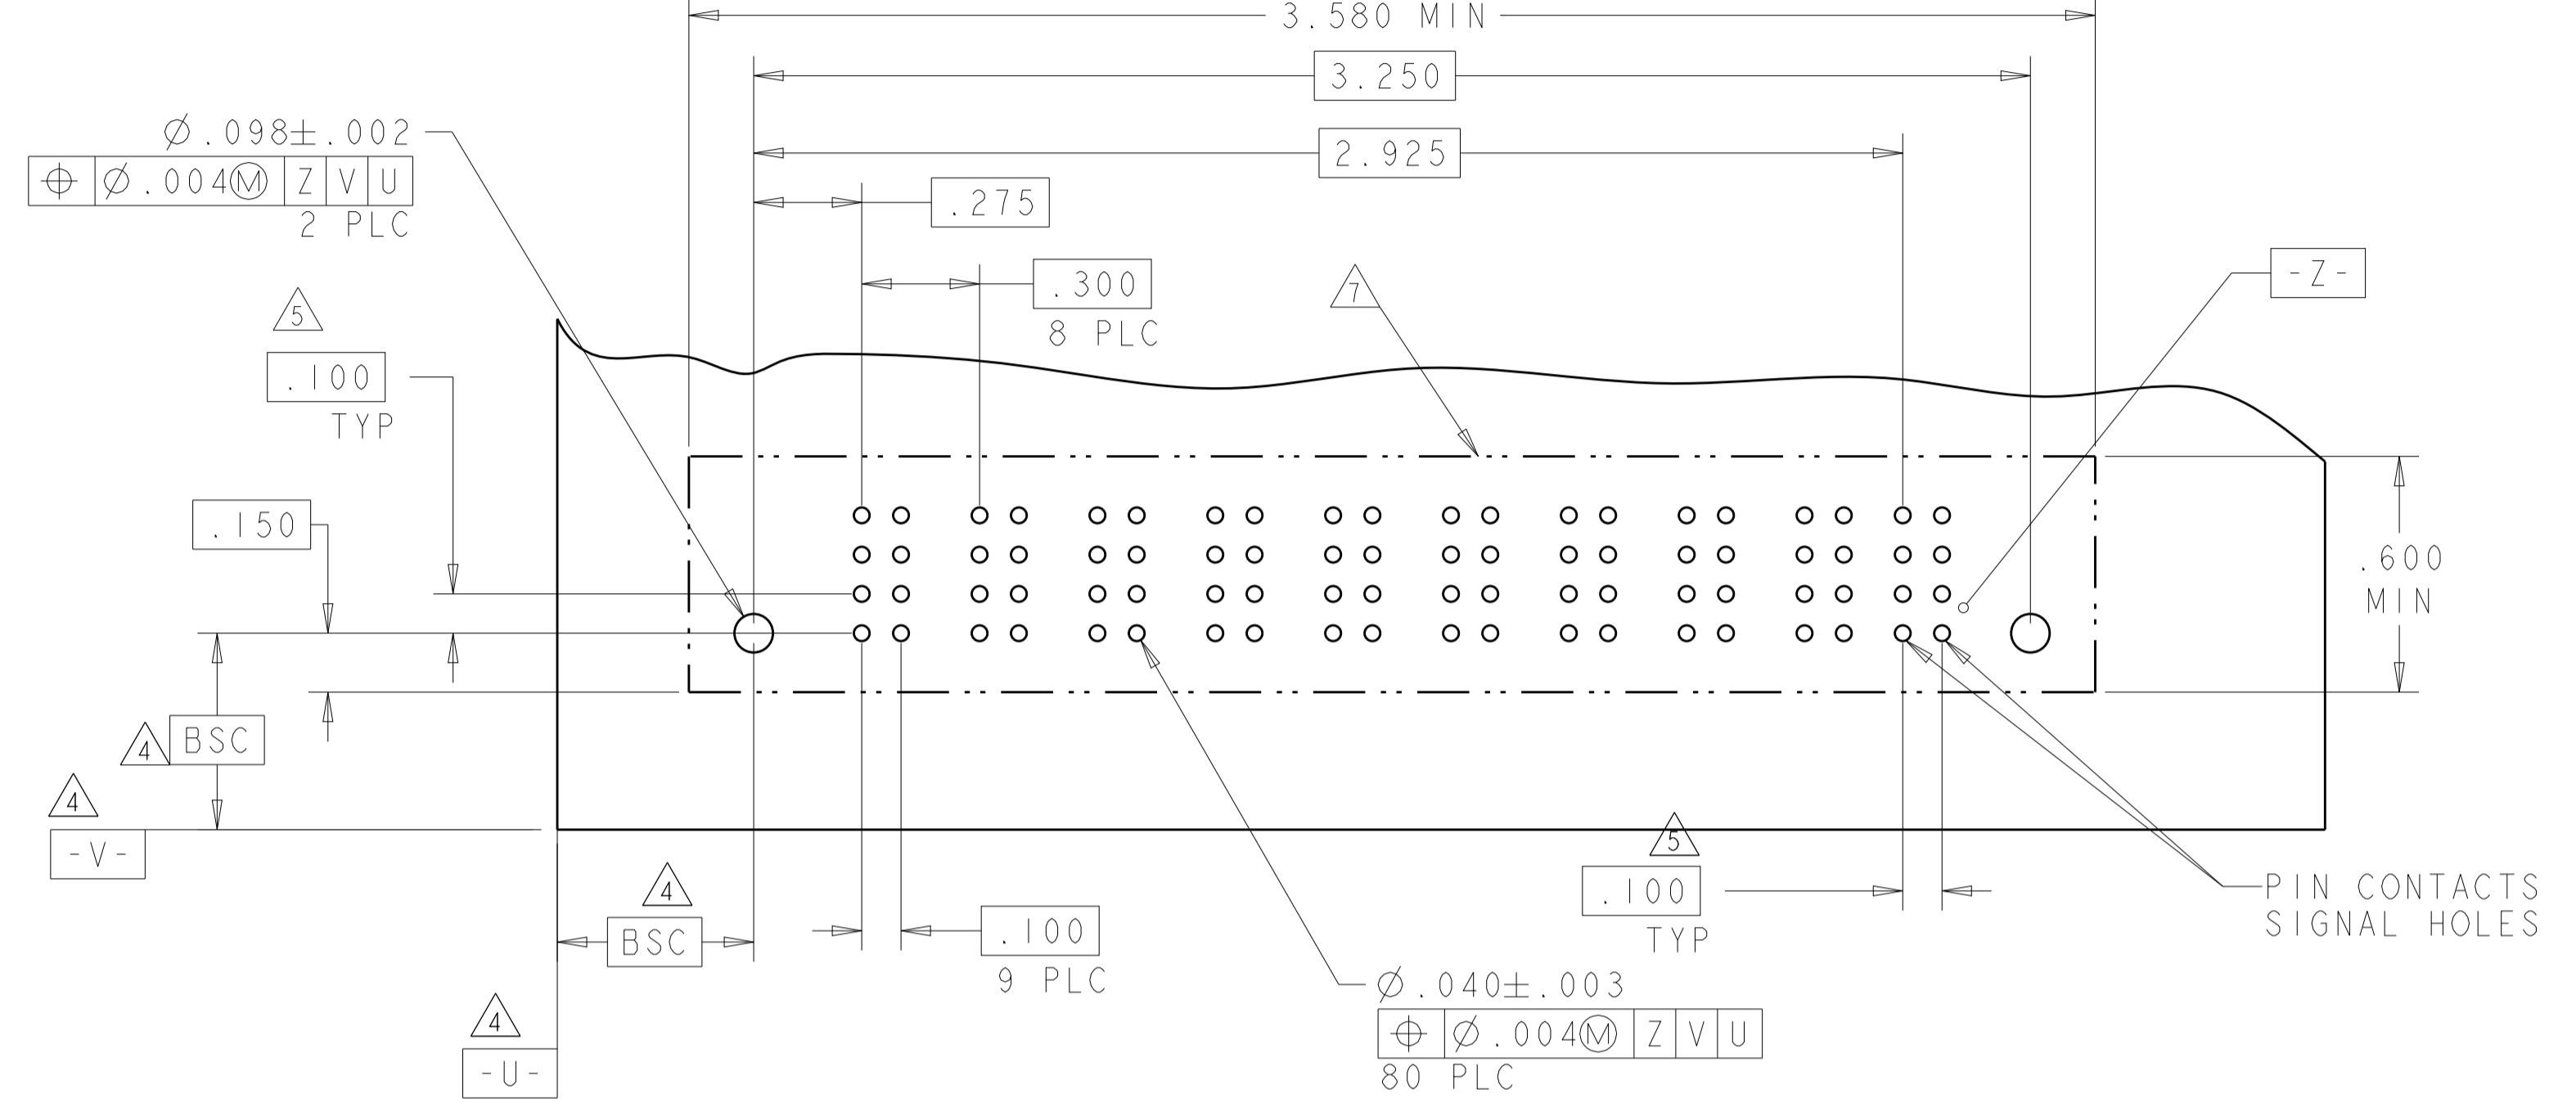 3.580 MIN
3.250
Ø.098±.002
2.925
⌖ Ø.004Ⓜ Z V U
.275
2 PLC
-Z-
.300
5
7
8 PLC
.100
TYP
.150
.600
MIN
4 BSC
4
-V-
5
4
.100
PIN CONTACTS
SIGNAL HOLES
.100
BSC
TYP
9 PLC
Ø.040±.003
4
⌖ Ø.004Ⓜ Z V U
-U-
80 PLC